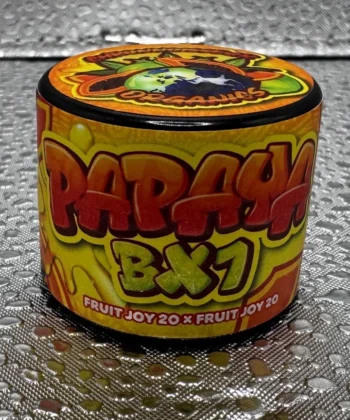 ORGANICS
PAPAYA
BX1
FRUIT JOY 20 × FRUIT JOY 20